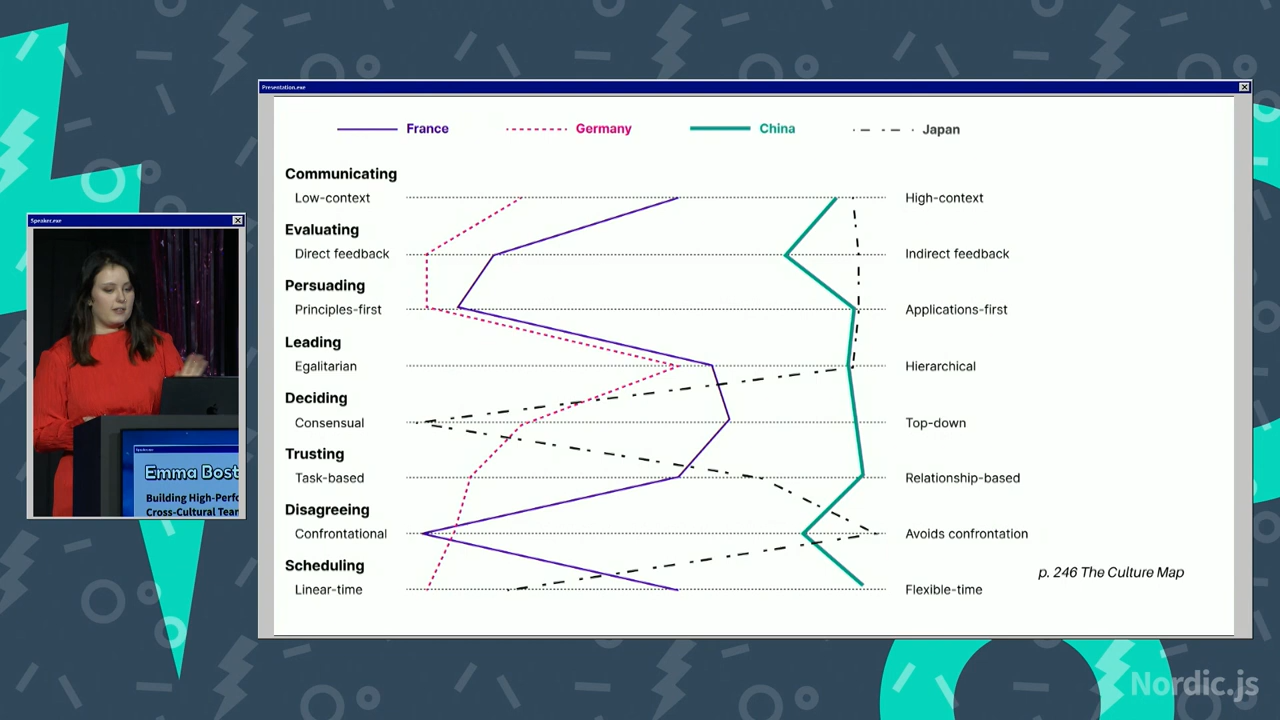 Presentation.exe
France
Germany
China
Japan
Communicating
Low-context
High-context
Evaluating
Direct feedback
Indirect feedback
Persuading
Principles-first
Applications-first
Leading
Egalitarian
Hierarchical
Deciding
Consensual
Top-down
Trusting
Task-based
Relationship-based
Disagreeing
Confrontational
Avoids confrontation
Scheduling
Linear-time
Flexible-time
p. 246 The Culture Map
Speaker.exe
Speaker.exe
Emma Bost
Building High-Perfo
Cross-Cultural Team
Nordic.js